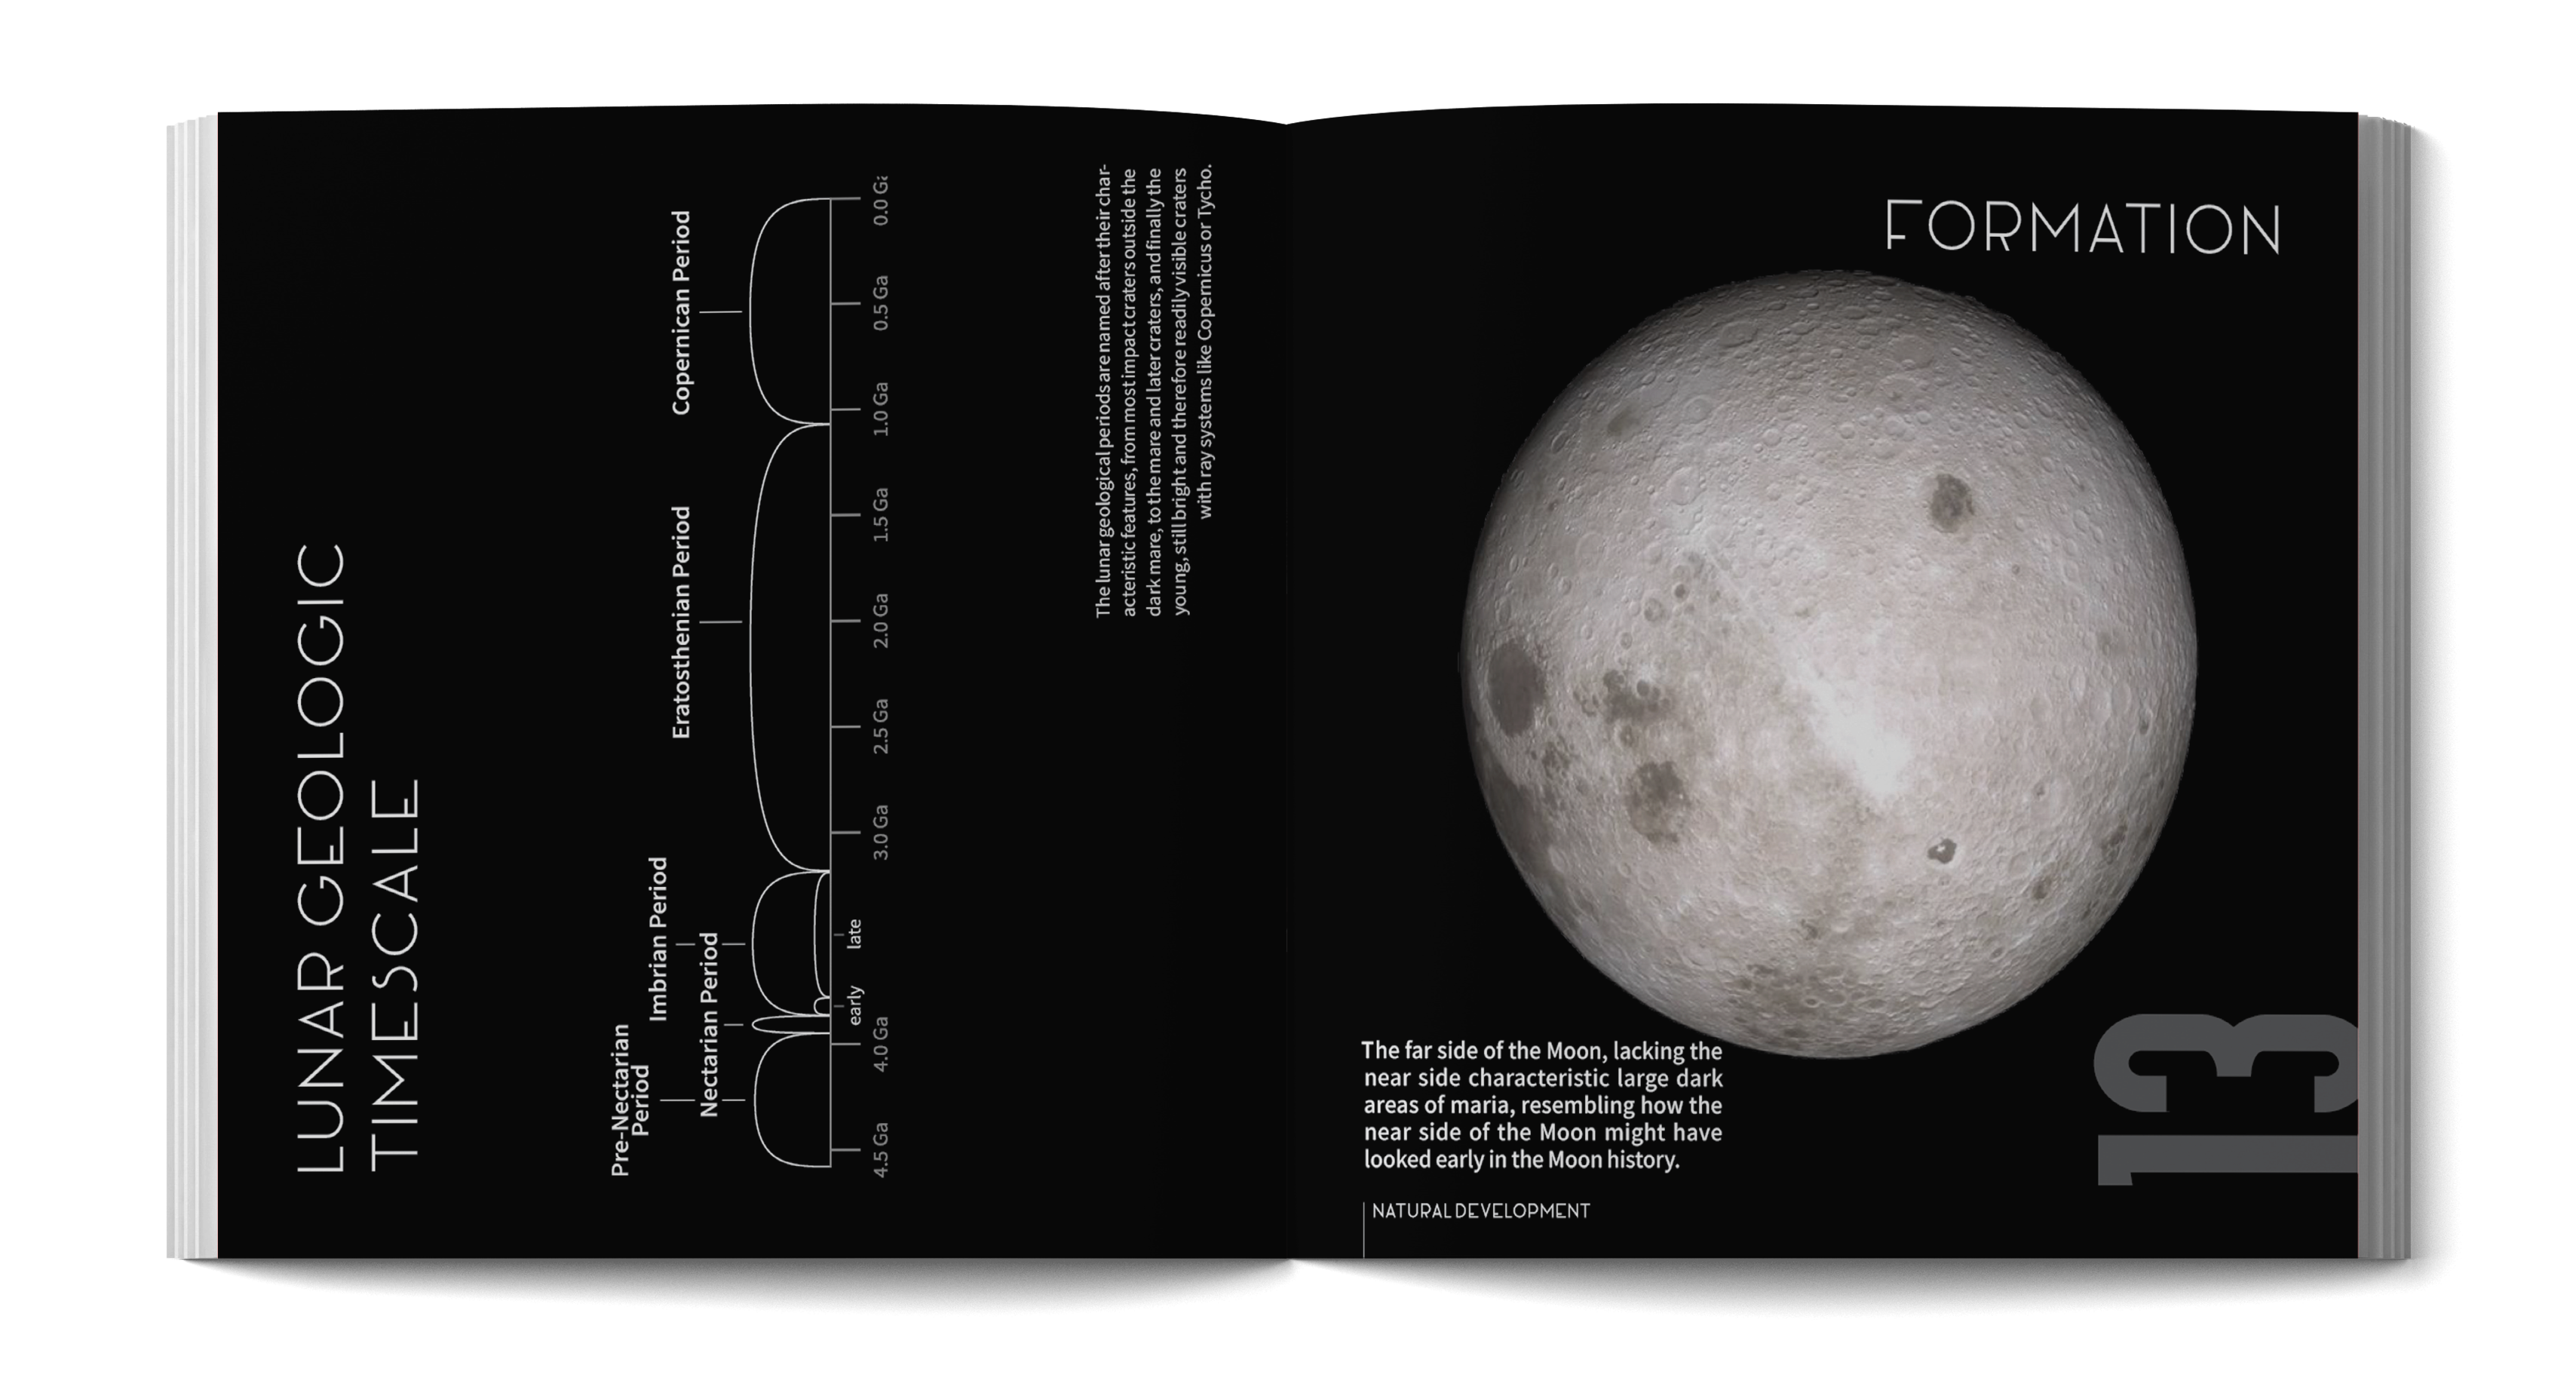 LUNAR GEOLOGIC
TIMESCALE
Pre-Nectarian
Period
Imbrian Period
Nectarian Period
Eratosthenian Period
Copernican Period
early
late
4.5 Ga
4.0 Ga
3.0 Ga
2.5 Ga
2.0 Ga
1.5 Ga
1.0 Ga
0.5 Ga
0.0 Ga
The lunar geological periods are named after their char-
acteristic features, from most impact craters outside the
dark mare, to the mare and later craters, and finally the
young, still bright and therefore readily visible craters
with ray systems like Copernicus or Tycho.
FORMATION
The far side of the Moon, lacking the
near side characteristic large dark
areas of maria, resembling how the
near side of the Moon might have
looked early in the Moon history.
NATURAL DEVELOPMENT
13